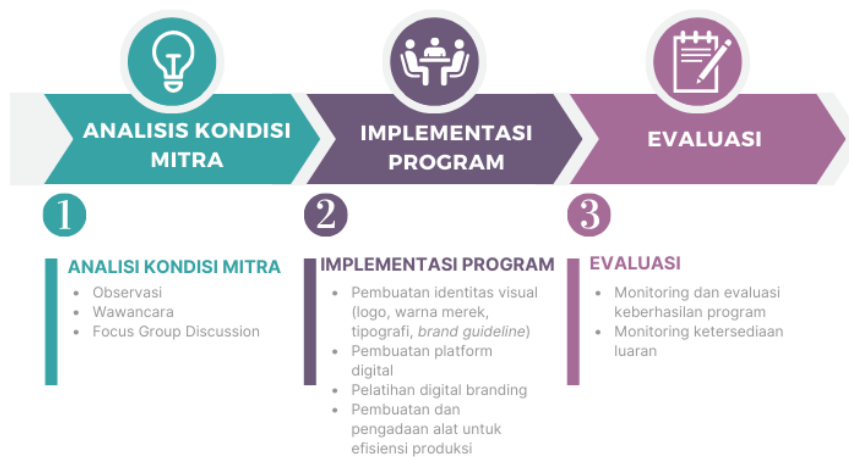 ANALISIS KONDISI
MITRA
IMPLEMENTASI
PROGRAM
EVALUASI
1
ANALISI KONDISI MITRA
• Observasi
• Wawancara
• Focus Group Discussion
2
IMPLEMENTASI PROGRAM
• Pembuatan identitas visual
(logo, warna merek,
tipografi, brand guideline)
• Pembuatan platform
digital
• Pelatihan digital branding
• Pembuatan dan
pengadaan alat untuk
efisiensi produksi
3
EVALUASI
• Monitoring dan evaluasi
keberhasilan program
• Monitoring ketersediaan
luaran